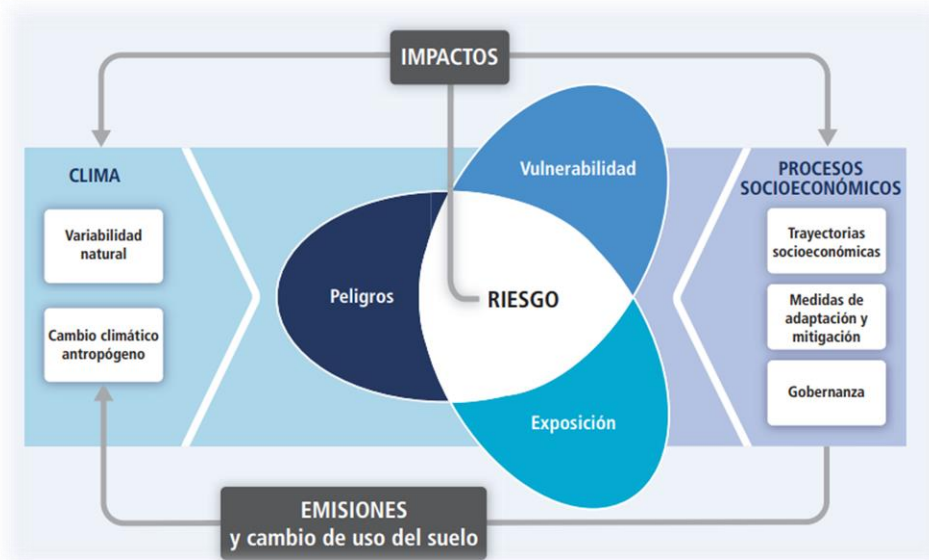 IMPACTOS
CLIMA
Variabilidad
natural
Cambio climático
antropógeno
Peligros
Vulnerabilidad
RIESGO
Exposición
PROCESOS
SOCIOECONÓMICOS
Trayectorias
socioeconómicas
Medidas de
adaptación y
mitigación
Gobernanza
EMISIONES
y cambio de uso del suelo